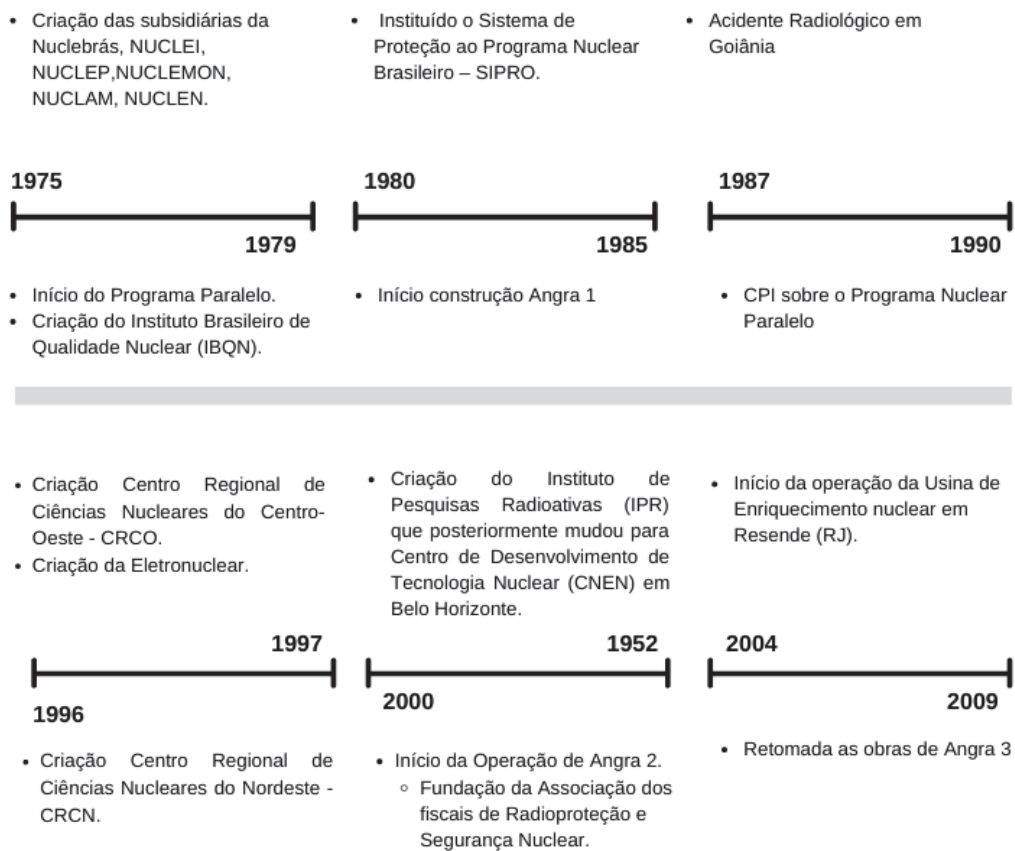 • Criação das subsidiárias da
Nuclebrás, NUCLEI,
NUCLEP,NUCLEMON,
NUCLAM, NUCLEN.
• Instituído o Sistema de
Proteção ao Programa Nuclear
Brasileiro – SIPRO.
• Acidente Radiológico em
Goiânia
1975
1979
1980
1985
1987
1990
• Início do Programa Paralelo.
• Criação do Instituto Brasileiro de
Qualidade Nuclear (IBQN).
• Início construção Angra 1
• CPI sobre o Programa Nuclear
Paralelo
• Criação Centro Regional de
Ciências Nucleares do Centro-
Oeste - CRCO.
• Criação da Eletronuclear.
• Criação do Instituto de
Pesquisas Radioativas (IPR)
que posteriormente mudou para
Centro de Desenvolvimento de
Tecnologia Nuclear (CNEN) em
Belo Horizonte.
• Início da operação da Usina de
Enriquecimento nuclear em
Resende (RJ).
1997
1996
1952
2000
2004
2009
• Criação Centro Regional de
Ciências Nucleares do Nordeste -
CRCN.
• Início da Operação de Angra 2.
◦ Fundação da Associação dos
fiscais de Radioproteção e
Segurança Nuclear.
• Retomada as obras de Angra 3